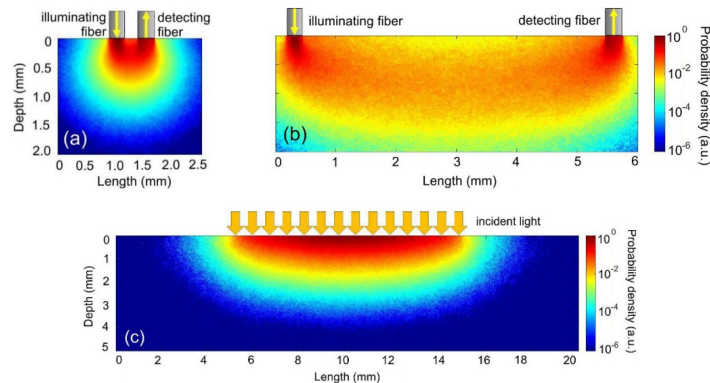 illuminating
fiber
detecting
fiber
0
0.5
1.0
1.5
2.0
Depth (mm)
(a)
0 0.5 1.0 1.5 2.0 2.5
Length (mm)
illuminating fiber
detecting fiber
(b)
0 1 2 3 4 5 6
Length (mm)
10^0
10^-2
10^-4
10^-6
Probability density (a.u.)
incident light
0
1
2
3
4
5
Depth (mm)
(c)
0 2 4 6 8 10 12 14 16 18 20
Length (mm)
10^0
10^-2
10^-4
10^-6
Probability density (a.u.)